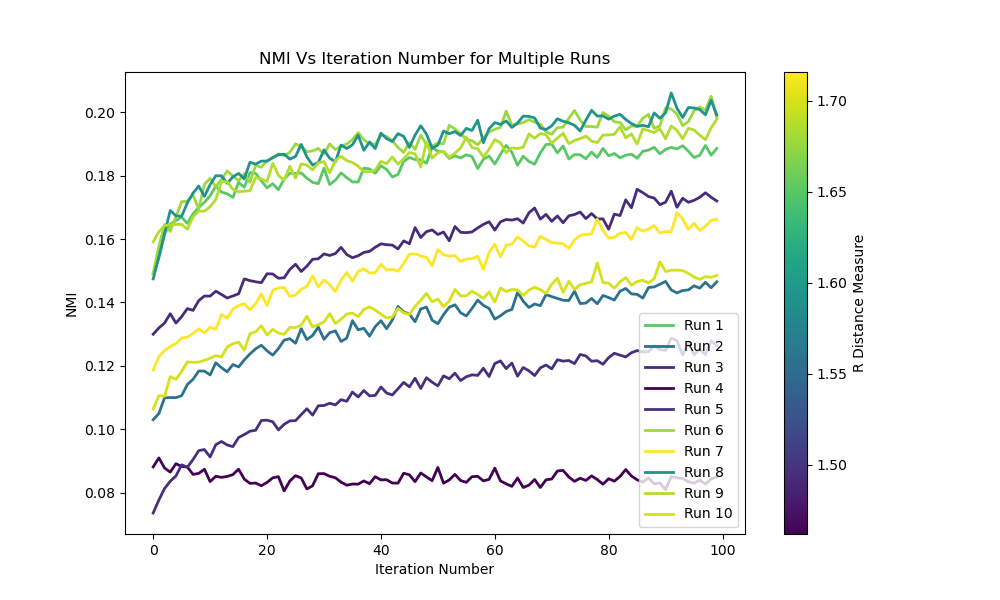 NMI Vs Iteration Number for Multiple Runs
NMI
0.20
0.18
0.16
0.14
0.12
0.10
0.08
0
20
40
60
80
100
Iteration Number
Run 1
Run 2
Run 3
Run 4
Run 5
Run 6
Run 7
Run 8
Run 9
Run 10
1.70
1.65
1.60
1.55
1.50
R Distance Measure